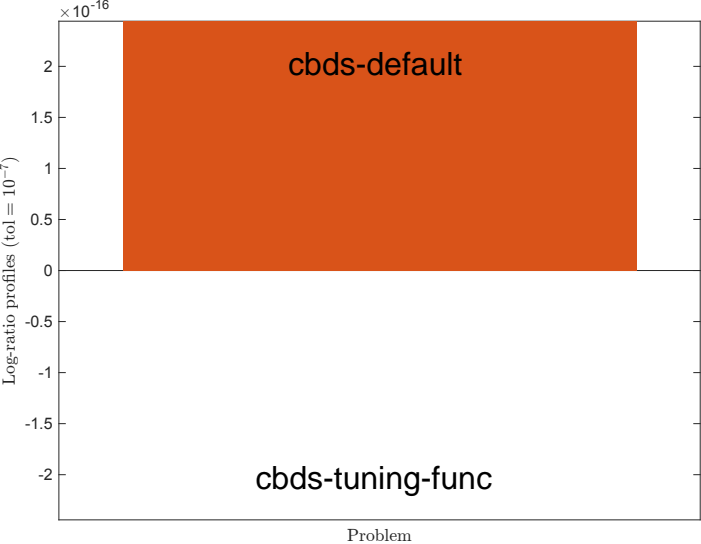 ×10⁻¹⁶
cbds-default
2
1.5
1
0.5
0
-0.5
-1
-1.5
-2
Log-ratio profiles (tol = 10⁻⁷)
cbds-tuning-func
Problem